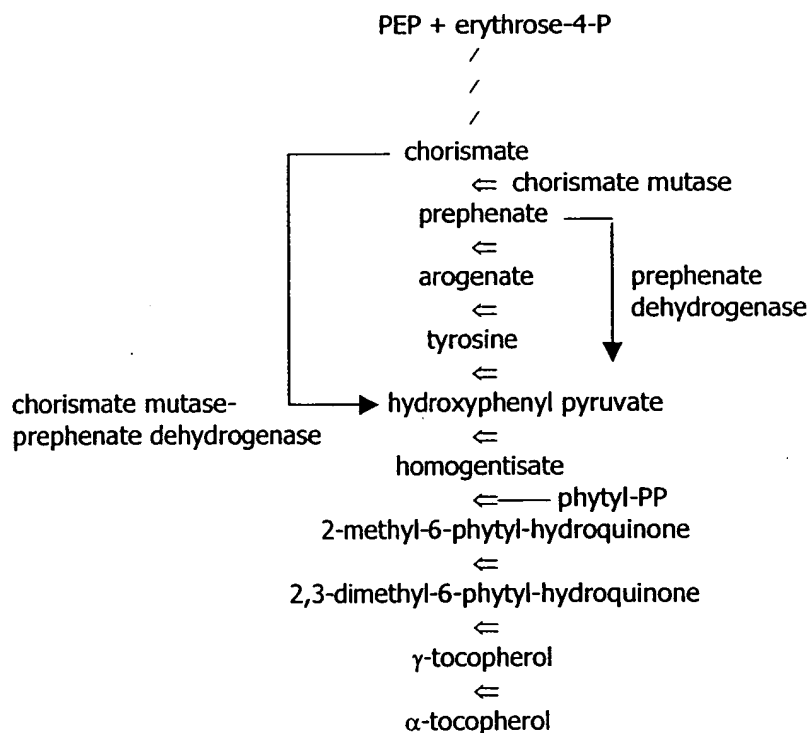 PEP + erythrose-4-P
/
/
/
chorismate
⇐ chorismate mutase
prephenate
⇐
arogenate
prephenate
dehydrogenase
⇐
tyrosine
⇐
chorismate mutase-
prephenate dehydrogenase
hydroxyphenyl pyruvate
⇐
homogentisate
⇐ phytyl-PP
2-methyl-6-phytyl-hydroquinone
⇐
2,3-dimethyl-6-phytyl-hydroquinone
⇐
γ-tocopherol
⇐
α-tocopherol